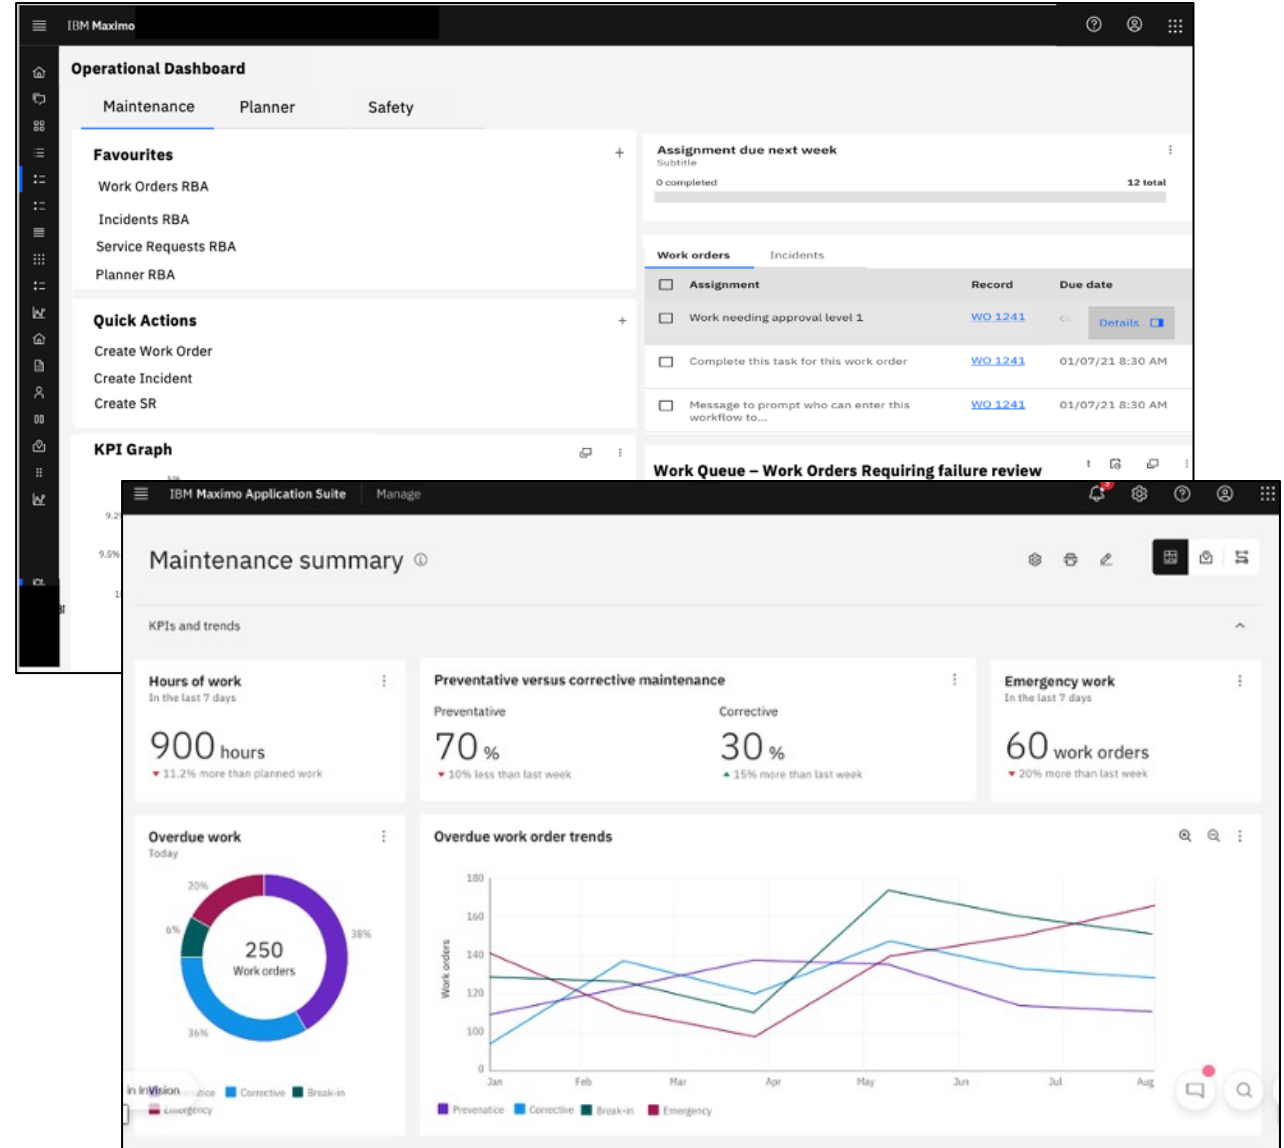 IBM Maximo
Operational Dashboard
Maintenance
Planner
Safety
Favourites
Work Orders RBA
Incidents RBA
Service Requests RBA
Planner RBA
Quick Actions
Create Work Order
Create Incident
Create SR
KPI Graph
9.5%
Assignment due next week
Subtitle
0 completed
12 total
Work orders
Incidents
Assignment
Record
Due date
Work needing approval level 1
WO 1241
Details
Complete this task for this work order
WO 1241
01/07/21 8:30 AM
Message to prompt who can enter this
workflow to...
WO 1241
01/07/21 8:30 AM
Work Queue – Work Orders Requiring failure review
IBM Maximo Application Suite
Manage
Maintenance summary
KPIs and trends
Hours of work
In the last 7 days
900 hours
11.2% more than planned work
Preventative versus corrective maintenance
Preventative
Corrective
70 %
30 %
10% less than last week
15% more than last week
Emergency work
In the last 7 days
60 work orders
20% more than last week
Overdue work
Today
20%
6%
38%
36%
250
Work orders
in InVision
Corrective
Break-in
Emergency
Overdue work order trends
Work orders
180
160
140
120
100
0
Jan
Feb
Mar
Apr
May
Jun
Jul
Aug
Prevenatice
Corrective
Break-in
Emergency